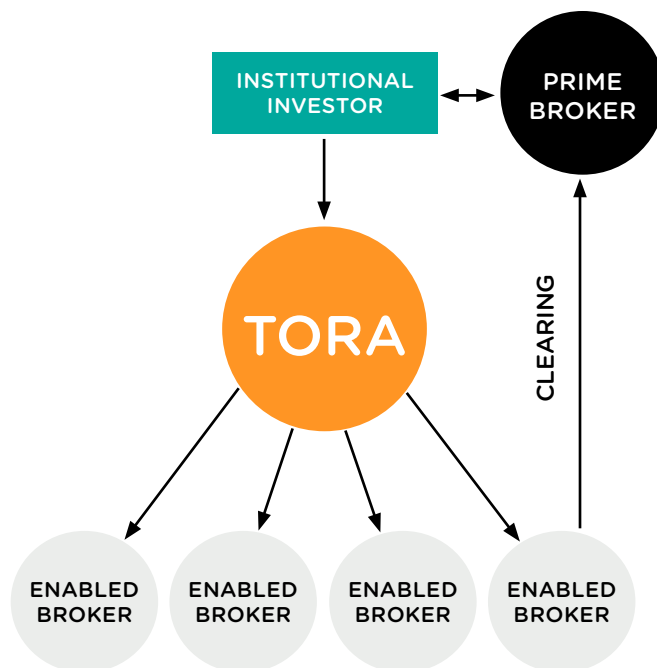 INSTITUTIONAL
INVESTOR
PRIME
BROKER
TORA
CLEARING
ENABLED
BROKER
ENABLED
BROKER
ENABLED
BROKER
ENABLED
BROKER